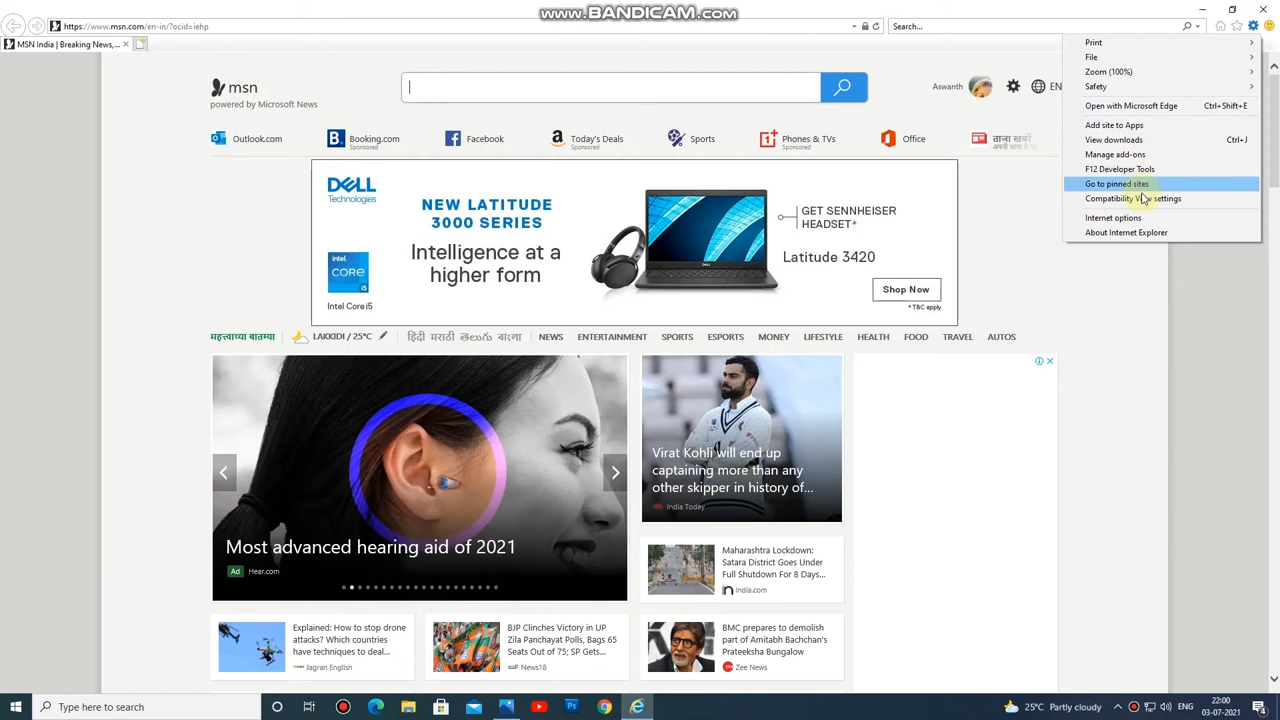 www.BANDICAM.com
https://www.msn.com/en-in/?ocid=iehp
Search...
MSN India | Breaking News,...
Print
File
Zoom (100%)
Safety
Open with Microsoft Edge Ctrl+Shift+E
Add site to Apps
View downloads Ctrl+J
Manage add-ons
F12 Developer Tools
Go to pinned sites
Compatibility View settings
Internet options
About Internet Explorer
msn
powered by Microsoft News
Aswanth
EN
Outlook.com
Booking.com
Sponsored
Facebook
Today's Deals
Sponsored
Sports
Phones & TVs
Sponsored
Office
ताज़ा खबरें
DELL
Technologies
intel
CORE
i5
Intel Core i5
NEW LATITUDE
3000 SERIES
Intelligence at a
higher form
GET SENNHEISER
HEADSET*
Latitude 3420
Shop Now
*T&C apply
महत्त्वाच्या बातम्या
LAKKIDI / 25°C
हिंदी मराठी తెలుగు বাংলা
NEWS ENTERTAINMENT SPORTS ESPORTS MONEY LIFESTYLE HEALTH FOOD TRAVEL AUTOS
Most advanced hearing aid of 2021
Ad Hear.com
Virat Kohli will end up
captaining more than any
other skipper in history of...
India Today
Maharashtra Lockdown:
Satara District Goes Under
Full Shutdown For 8 Days...
India.com
Explained: How to stop drone
attacks? Which countries
have techniques to deal...
Jagran English
BJP Clinches Victory in UP
Zila Panchayat Polls, Bags 65
Seats Out of 75; SP Gets...
News18
BMC prepares to demolish
part of Amitabh Bachchan's
Prateeksha Bungalow
Zee News
Type here to search
25°C Partly cloudy
ENG
22:00
03-07-2021
4